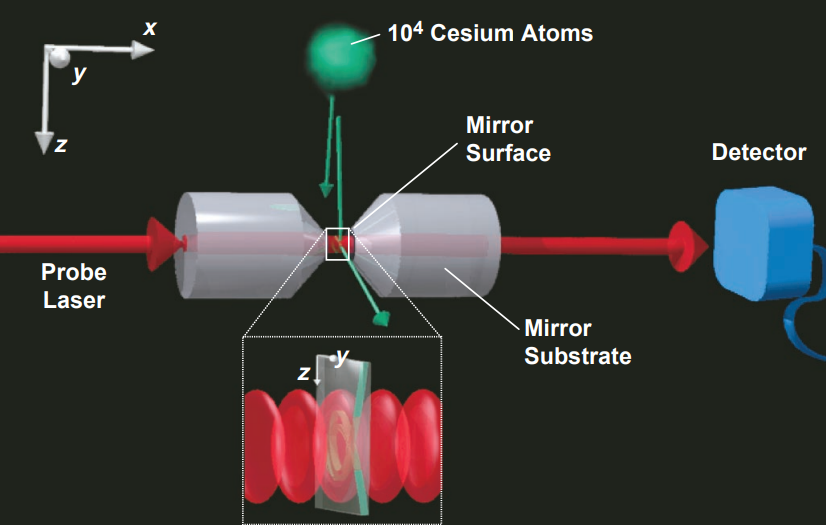 x
y
z
10⁴ Cesium Atoms
Mirror
Surface
Detector
Probe
Laser
Mirror
Substrate
y
z